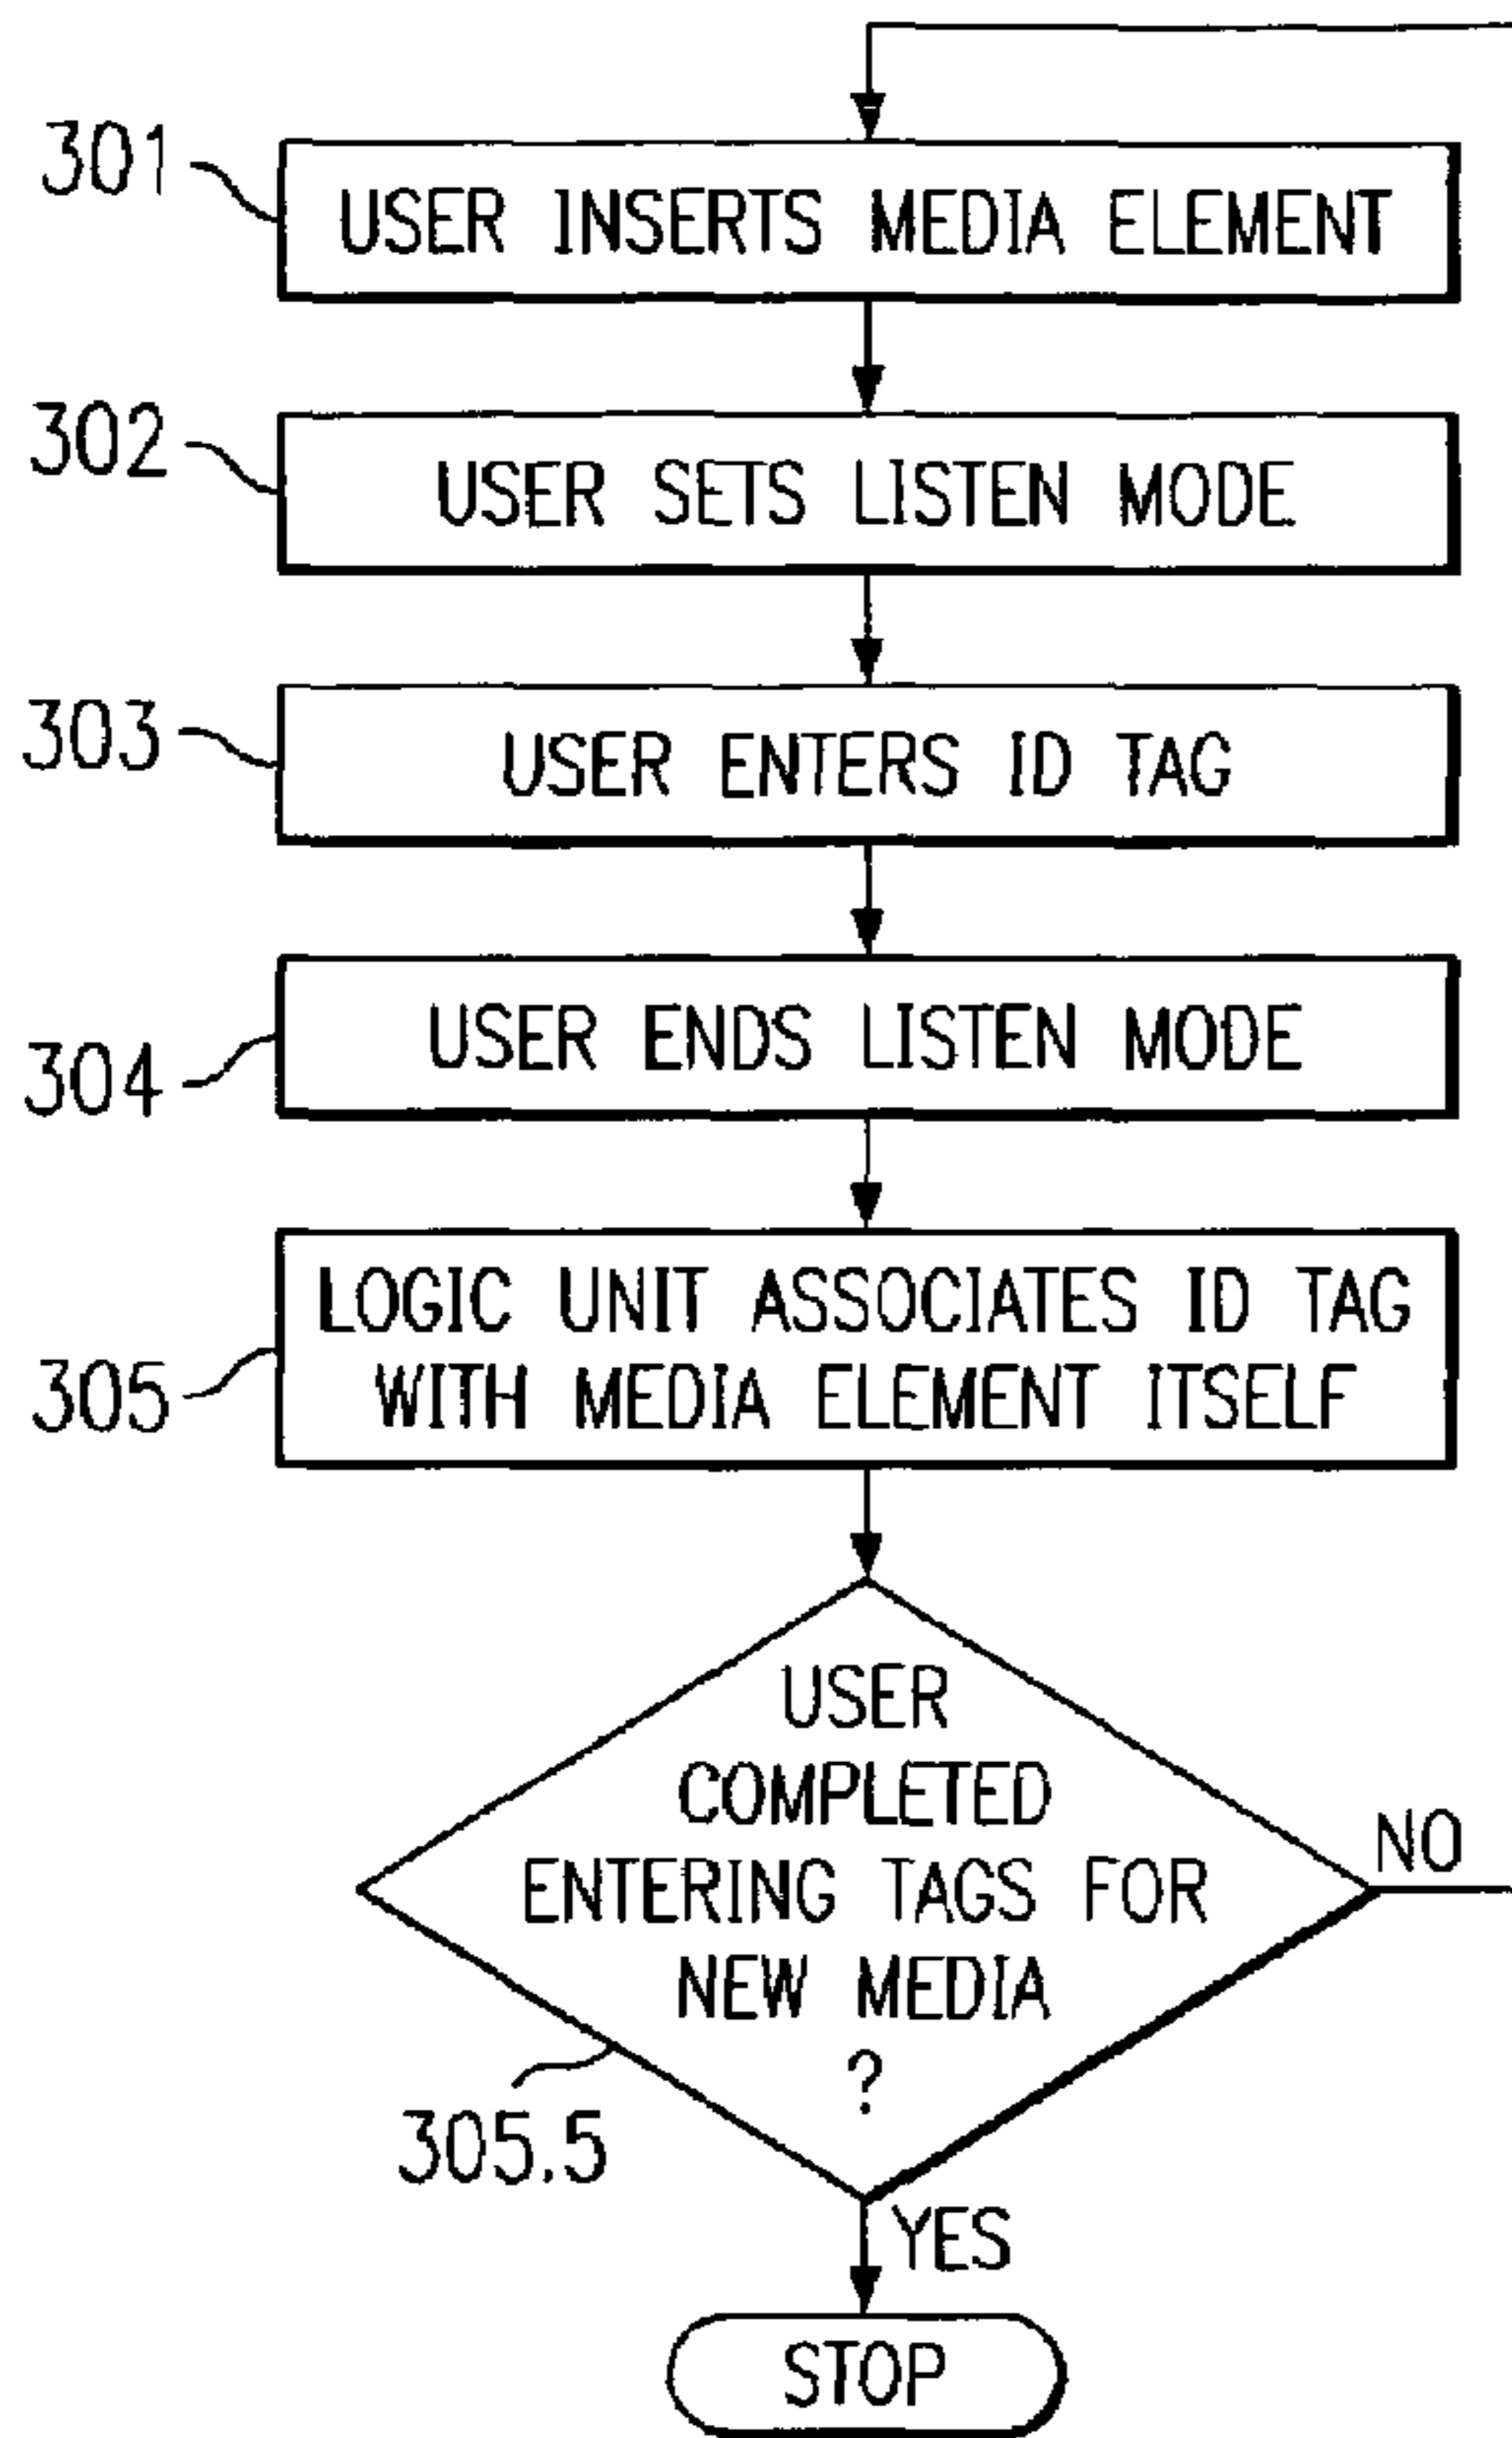 301
USER INSERTS MEDIA ELEMENT
302
USER SETS LISTEN MODE
303
USER ENTERS ID TAG
304
USER ENDS LISTEN MODE
305
LOGIC UNIT ASSOCIATES ID TAG
WITH MEDIA ELEMENT ITSELF
USER
COMPLETED
ENTERING TAGS FOR
NEW MEDIA
?
NO
305.5
YES
STOP